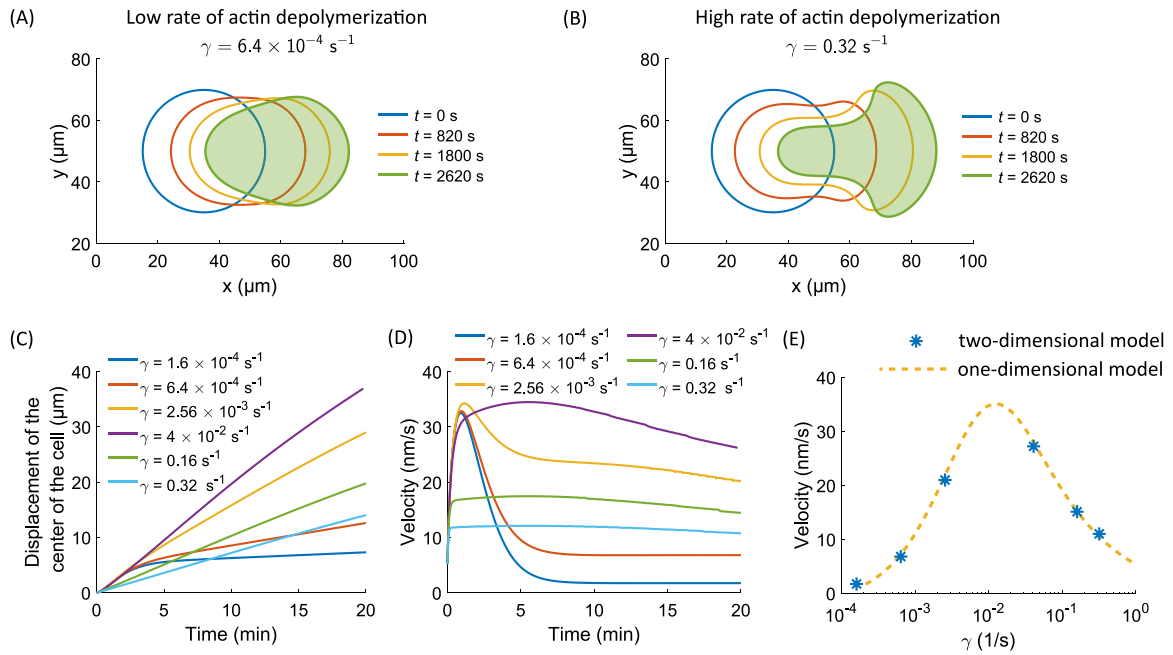 (A)
Low rate of actin depolymerization
γ = 6.4 × 10⁻⁴ s⁻¹
80
60
40
20
y (µm)
0
20
40
60
80
100
x (µm)
t = 0 s
t = 820 s
t = 1800 s
t = 2620 s
(B)
High rate of actin depolymerization
γ = 0.32 s⁻¹
80
60
40
20
y (µm)
0
20
40
60
80
100
x (µm)
t = 0 s
t = 820 s
t = 1800 s
t = 2620 s
(C)
γ = 1.6 × 10⁻⁴ s⁻¹
γ = 6.4 × 10⁻⁴ s⁻¹
γ = 2.56 × 10⁻³ s⁻¹
γ = 4 × 10⁻² s⁻¹
γ = 0.16 s⁻¹
γ = 0.32 s⁻¹
40
30
20
10
0
Displacement of the
center of the cell (µm)
0
5
10
15
20
Time (min)
(D)
γ = 1.6 × 10⁻⁴ s⁻¹
γ = 6.4 × 10⁻⁴ s⁻¹
γ = 2.56 × 10⁻³ s⁻¹
γ = 4 × 10⁻² s⁻¹
γ = 0.16 s⁻¹
γ = 0.32 s⁻¹
40
30
20
10
0
Velocity (nm/s)
0
5
10
15
20
Time (min)
(E)
two-dimensional model
one-dimensional model
40
30
20
10
0
Velocity (nm/s)
10⁻⁴
10⁻³
10⁻²
10⁻¹
10⁰
γ (1/s)